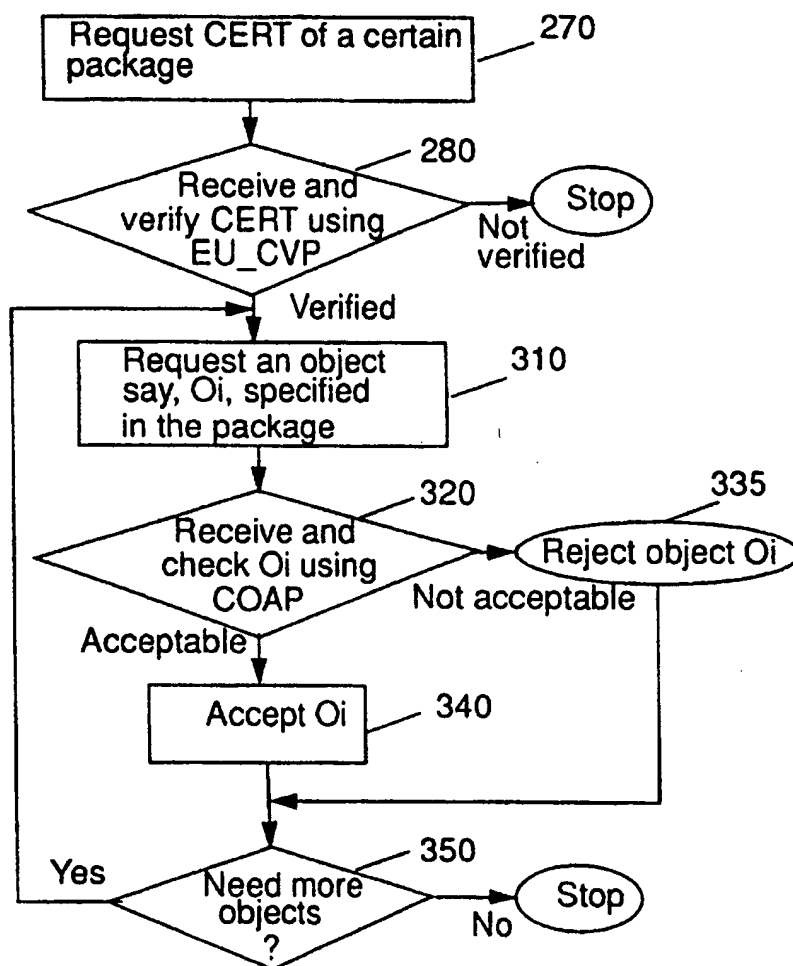 Request CERT of a certain
package
270
280
Receive and
verify CERT using
EU_CVP
Stop
Not
verified
Verified
Request an object
say, Oi, specified
in the package
310
320
335
Receive and
check Oi using
COAP
Reject object Oi
Not acceptable
Acceptable
Accept Oi
340
350
Yes
Need more
objects
?
No
Stop